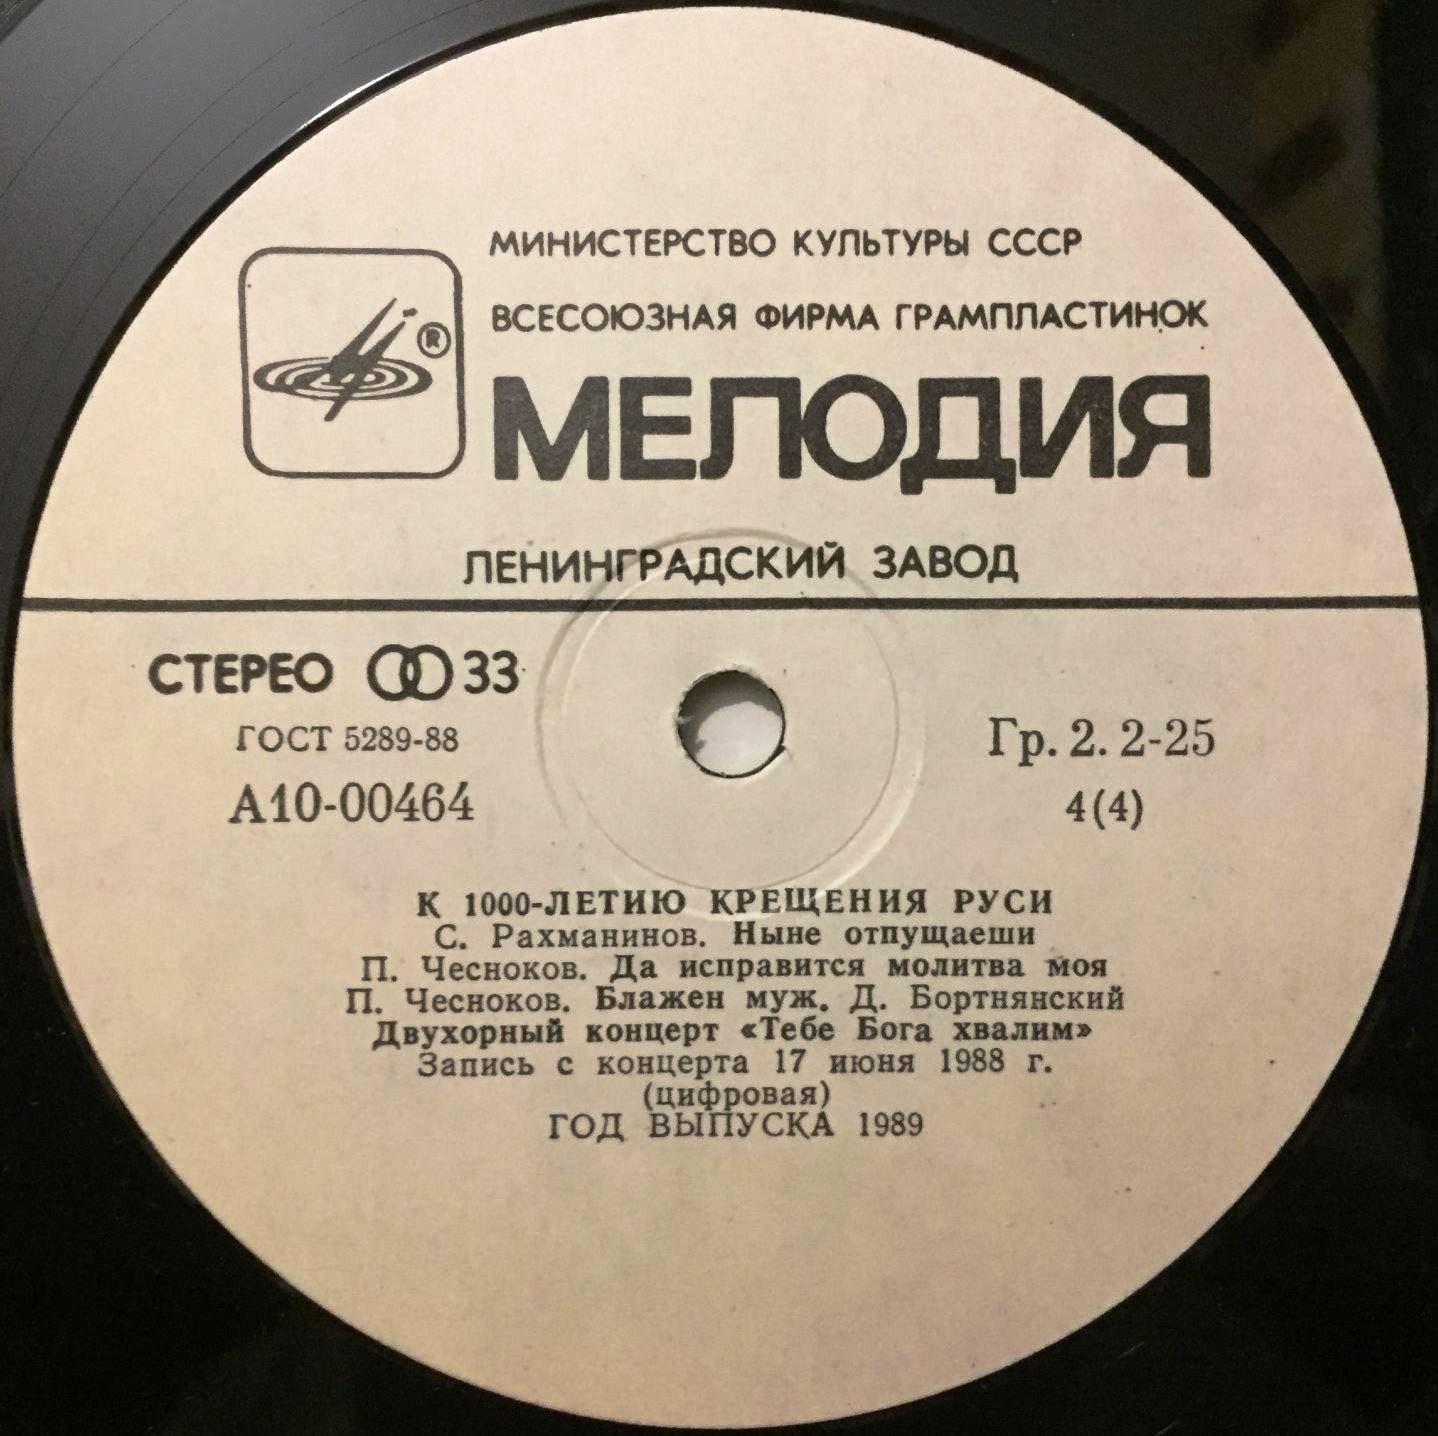 МИНИСТЕРСТВО КУЛЬТУРЫ СССР
ВСЕСОЮЗНАЯ ФИРМА ГРАМПЛАСТИНОК
®
МЕЛОДИЯ
ЛЕНИНГРАДСКИЙ ЗАВОД
СТЕРЕО 33
ГОСТ 5289-88
Гр. 2. 2-25
А10-00464
4(4)
К 1000-ЛЕТИЮ КРЕЩЕНИЯ РУСИ
С. Рахманинов. Ныне отпущаеши
П. Чесноков. Да исправится молитва моя
П. Чесноков. Блажен муж. Д. Бортнянский
Двухорный концерт «Тебе Бога хвалим»
Запись с концерта 17 июня 1988 г.
(цифровая)
ГОД ВЫПУСКА 1989